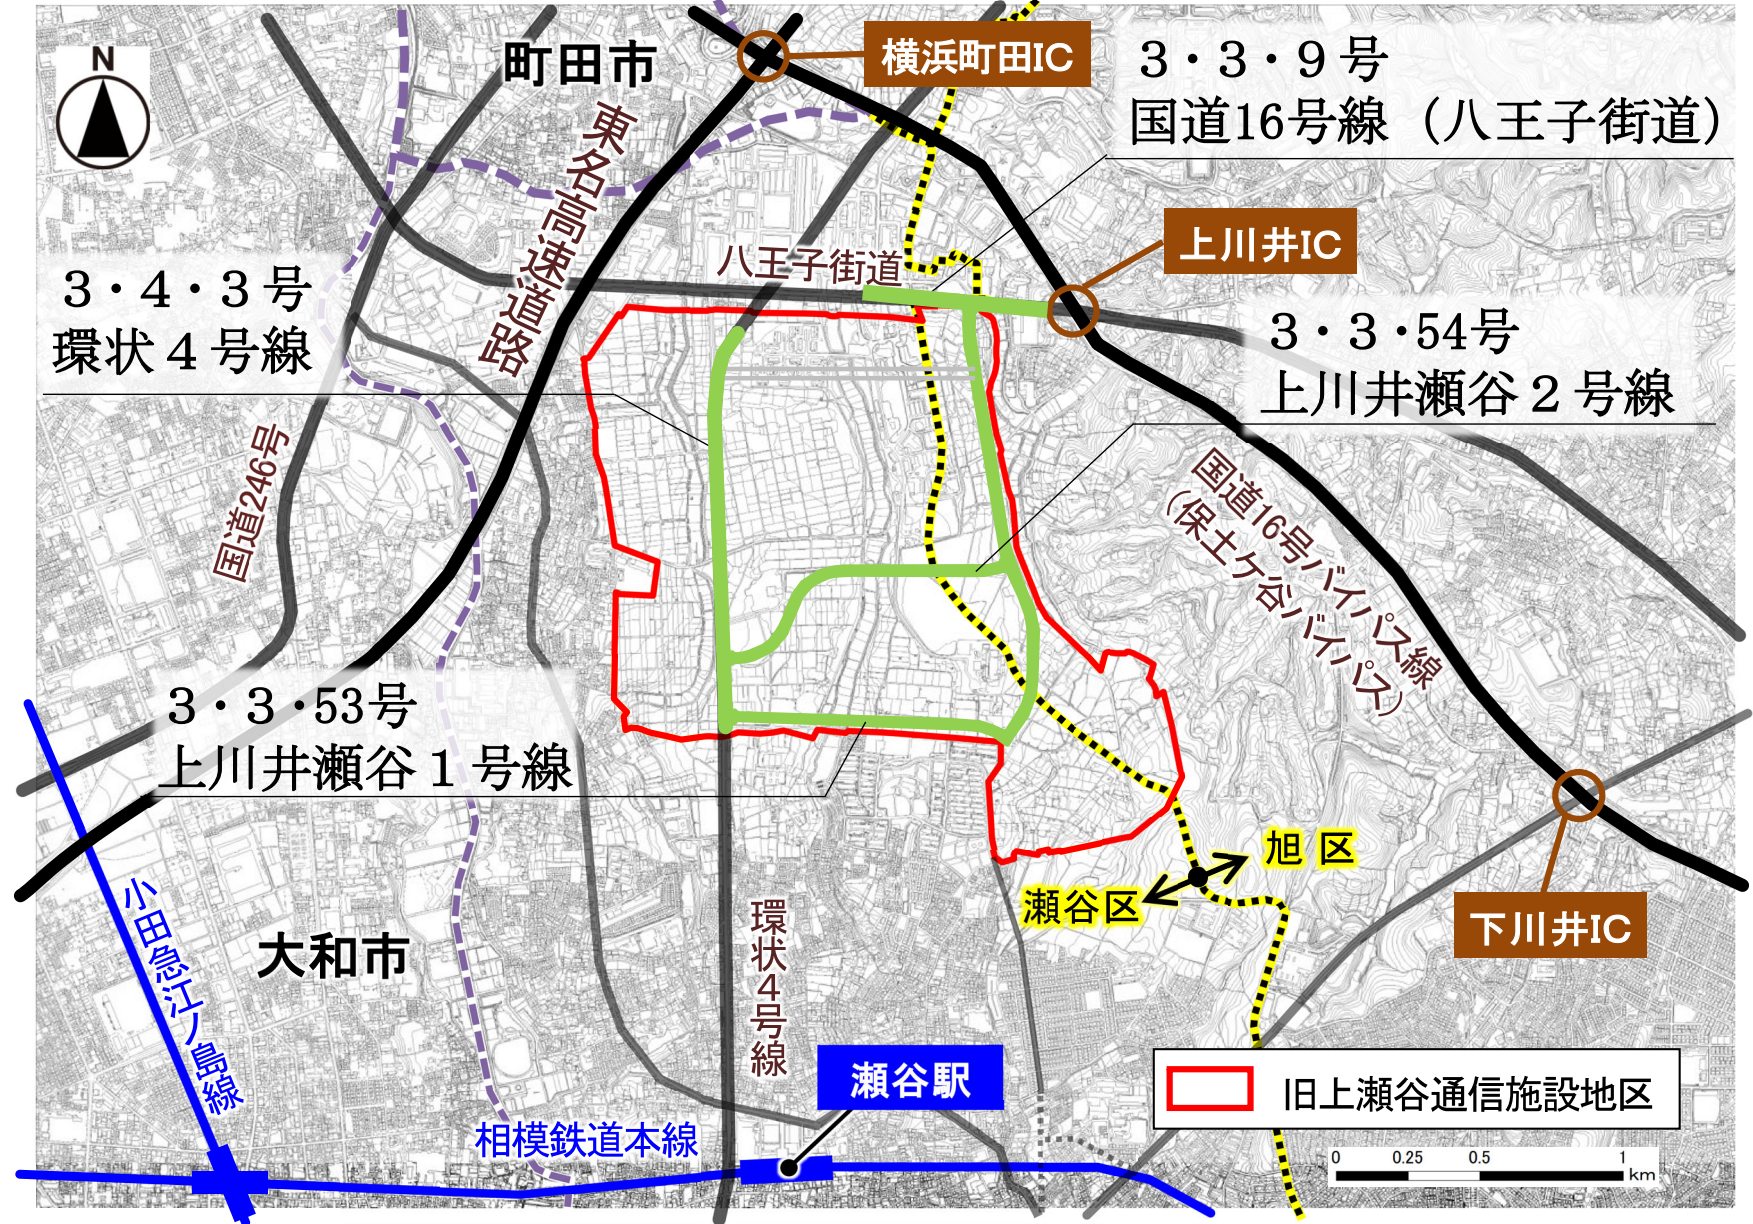 N
町田市
横浜町田IC
3・3・9号
国道16号線（八王子街道）
東名高速道路
上川井IC
八王子街道
3・4・3号
環状4号線
3・3・54号
上川井瀬谷2号線
国道246号
国道16号バイパス線
（保土ケ谷バイパス）
3・3・53号
上川井瀬谷1号線
旭区
瀬谷区
下川井IC
小田急江ノ島線
大和市
環状4号線
瀬谷駅
旧上瀬谷通信施設地区
相模鉄道本線
0 0.25 0.5 1
km